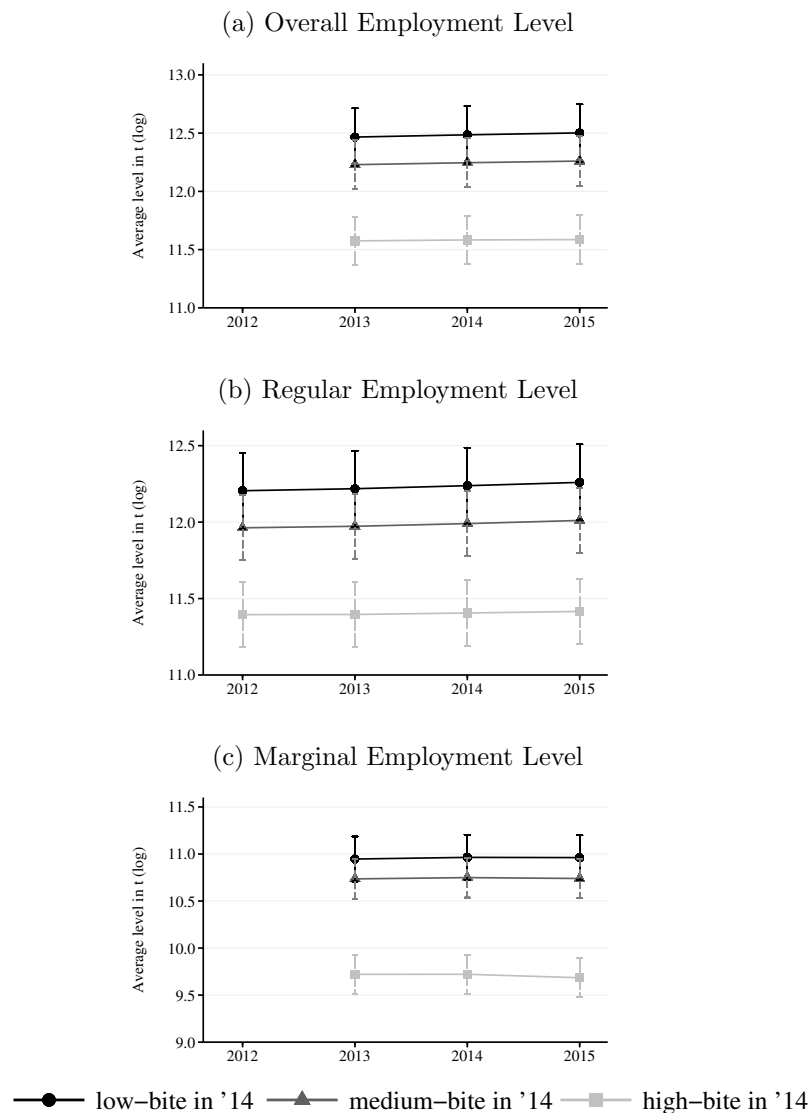 (a) Overall Employment Level
13.0
12.5
12.0
11.5
11.0
Average level in t (log)
2012 2013 2014 2015
(b) Regular Employment Level
12.5
12.0
11.5
11.0
Average level in t (log)
2012 2013 2014 2015
(c) Marginal Employment Level
11.5
11.0
10.5
10.0
9.5
9.0
Average level in t (log)
2012 2013 2014 2015
low−bite in ’14 medium−bite in ’14 high−bite in ’14